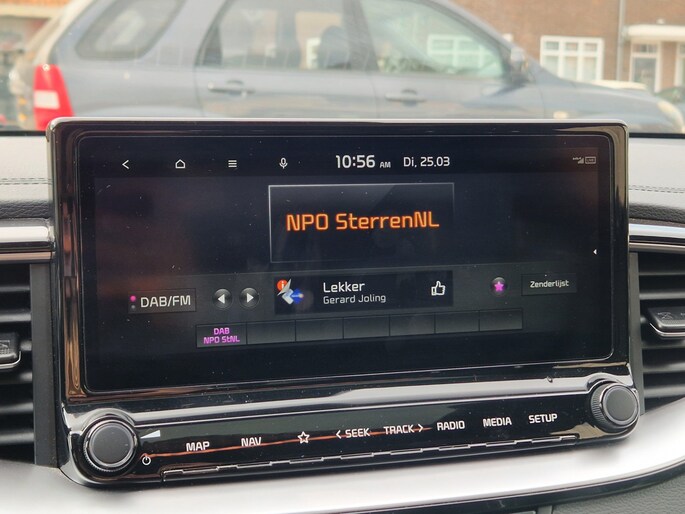 10:56 AM Di, 25.03
NPO SterrenNL
DAB/FM
Lekker
Gerard Joling
Zenderlijst
DAB
NPO StNL
MAP NAV < SEEK TRACK > RADIO MEDIA SETUP